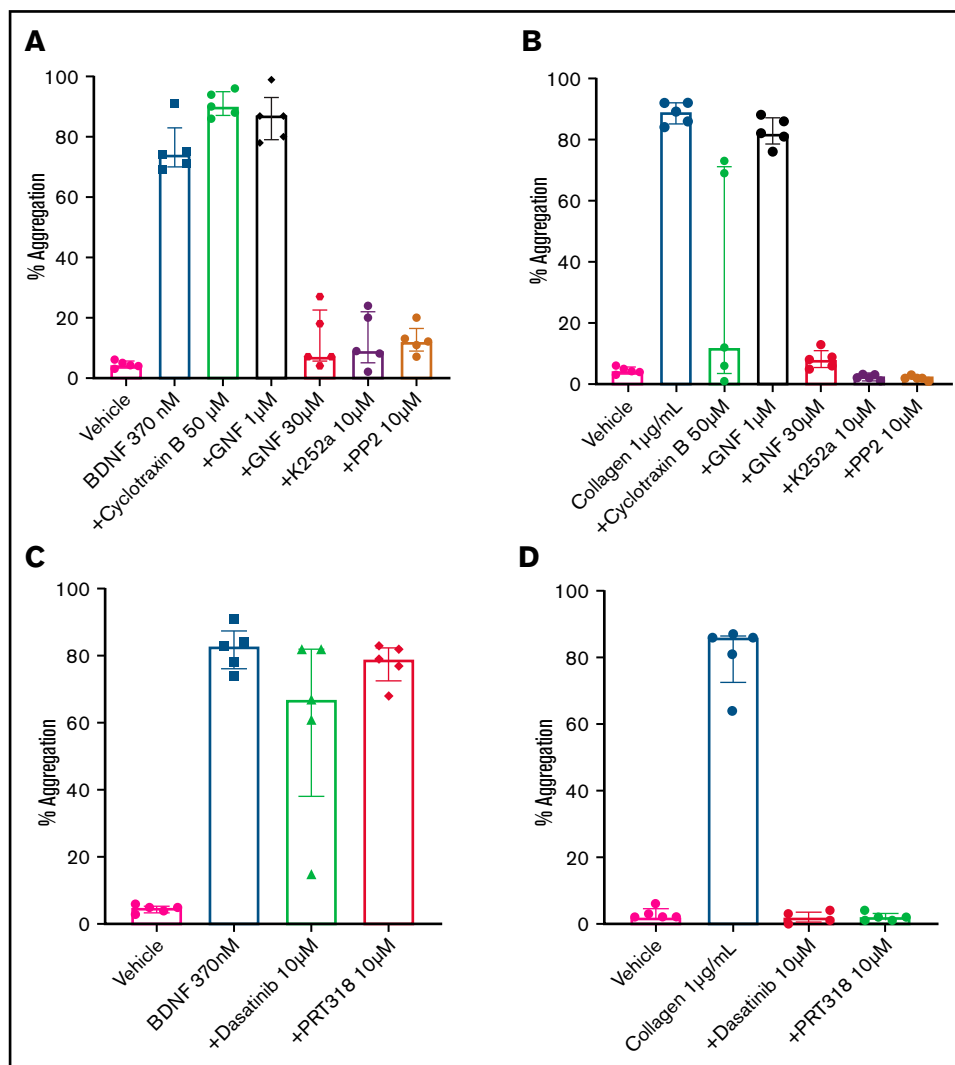 A
% Aggregation
100
80
60
40
20
0
Vehicle
BDNF 370 nM
+Cyclotraxin B 50 µM
+GNF 1µM
+GNF 30µM
+K252a 10µM
+PP2 10µM
B
% Aggregation
100
80
60
40
20
0
Vehicle
Collagen 1µg/mL
+Cyclotraxin B 50µM
+GNF 1µM
+GNF 30µM
+K252a 10µM
+PP2 10µM
C
% Aggregation
100
80
60
40
20
0
Vehicle
BDNF 370nM
+Dasatinib 10µM
+PRT318 10µM
D
% Aggregation
100
80
60
40
20
0
Vehicle
Collagen 1µg/mL
+Dasatinib 10µM
+PRT318 10µM